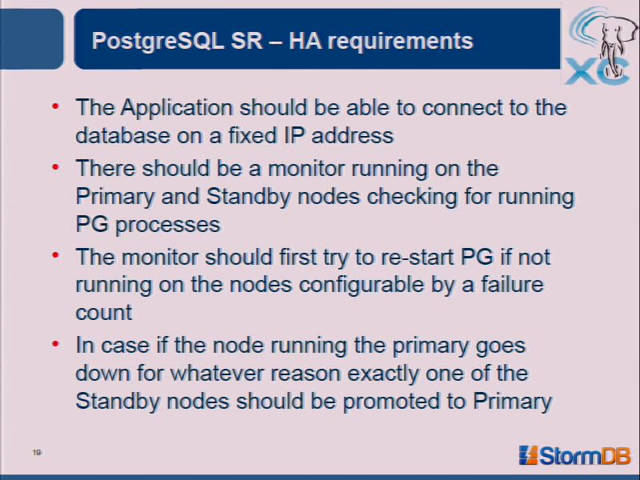 PostgreSQL SR – HA requirements
XC
• The Application should be able to connect to the
database on a fixed IP address
• There should be a monitor running on the
Primary and Standby nodes checking for running
PG processes
• The monitor should first try to re-start PG if not
running on the nodes configurable by a failure
count
• In case if the node running the primary goes
down for whatever reason exactly one of the
Standby nodes should be promoted to Primary
19
StormDB